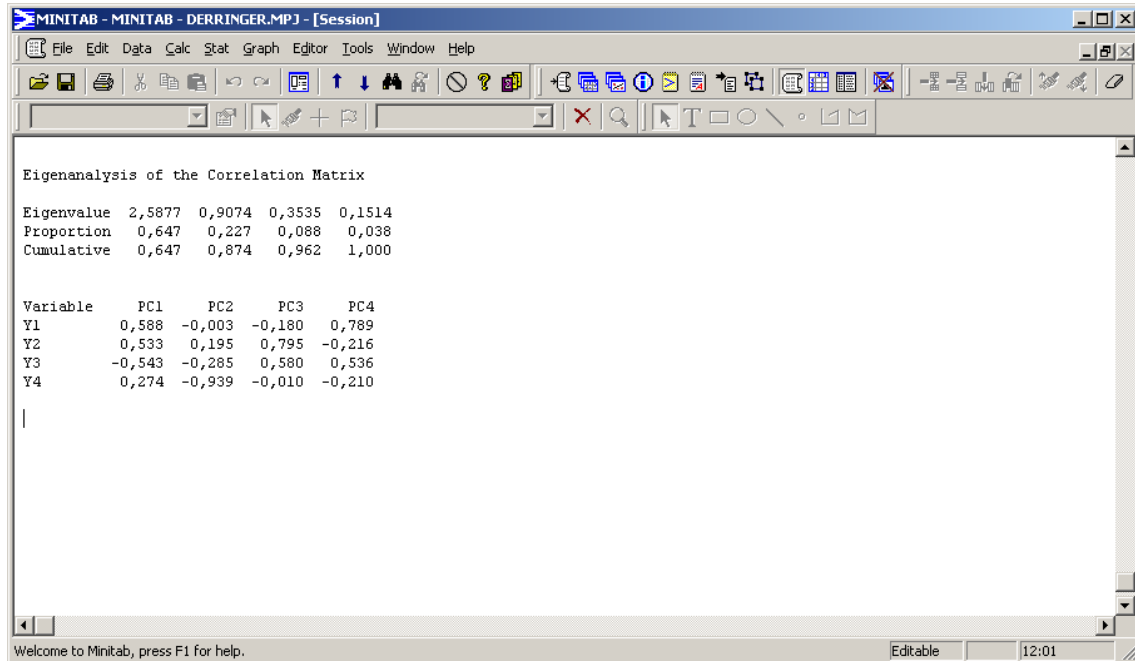 MINITAB - MINITAB - DERRINGER.MPJ - [Session]
File Edit Data Calc Stat Graph Editor Tools Window Help
Eigenanalysis of the Correlation Matrix
Eigenvalue 2,5877 0,9074 0,3535 0,1514
Proportion 0,647 0,227 0,088 0,038
Cumulative 0,647 0,874 0,962 1,000
Variable PC1 PC2 PC3 PC4
Y1 0,588 -0,003 -0,180 0,789
Y2 0,533 0,195 0,795 -0,216
Y3 -0,543 -0,285 0,580 0,536
Y4 0,274 -0,939 -0,010 -0,210
Welcome to Minitab, press F1 for help. Editable 12:01